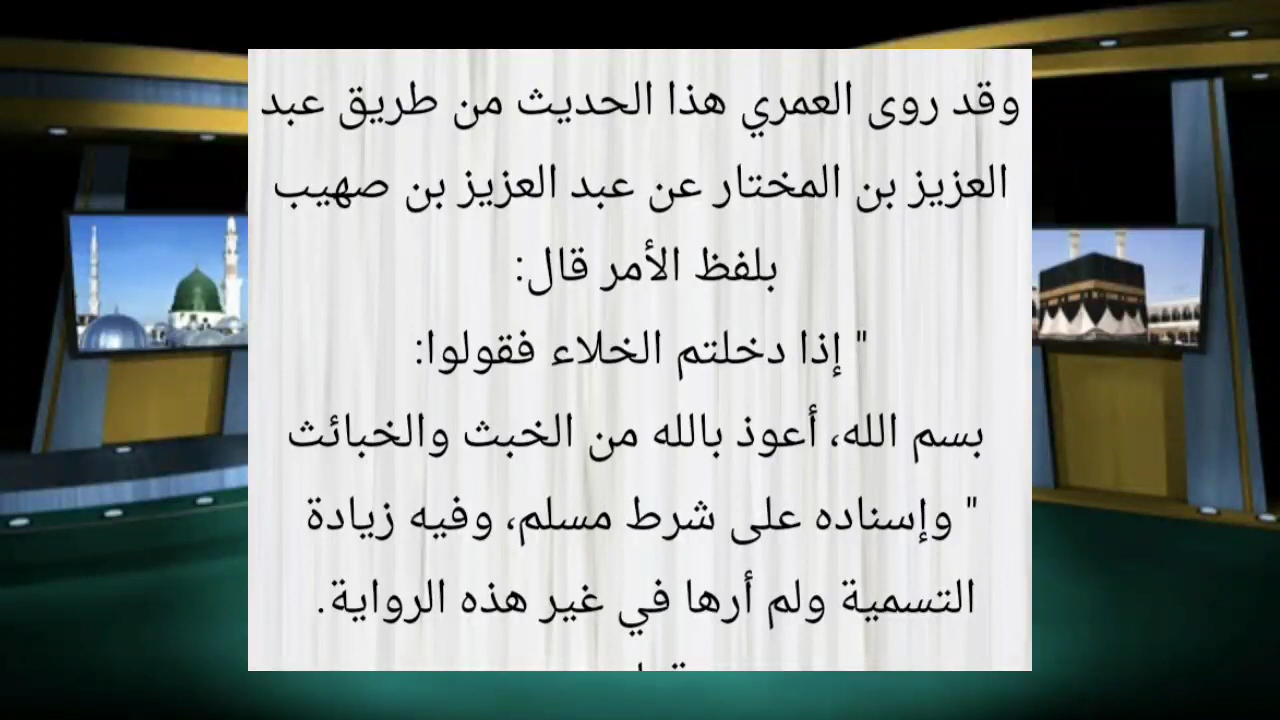 وقد روى العمري هذا الحديث من طريق عبد
العزيز بن المختار عن عبد العزيز بن صهيب
بلفظ الأمر قال:
" إذا دخلتم الخلاء فقولوا:
بسم الله، أعوذ بالله من الخبث والخبائث
" وإسناده على شرط مسلم، وفيه زيادة
التسمية ولم أرها في غير هذه الرواية.